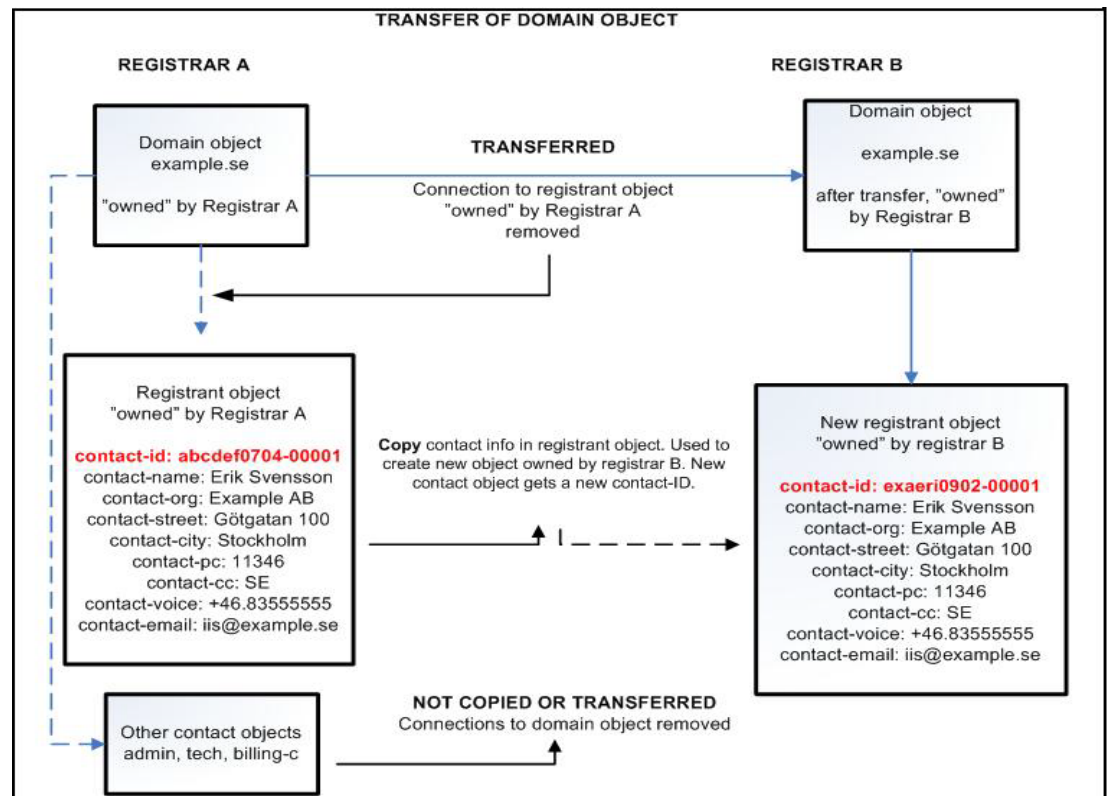 TRANSFER OF DOMAIN OBJECT
REGISTRAR A
REGISTRAR B
Domain object
example.se
"owned" by Registrar A
TRANSFERRED
Connection to registrant object
"owned" by Registrar A
removed
Domain object
example.se
after transfer, "owned"
by Registrar B
Registrant object
"owned" by Registrar A
contact-id: abcdef0704-00001
contact-name: Erik Svensson
contact-org: Example AB
contact-street: Götgatan 100
contact-city: Stockholm
contact-pc: 11346
contact-cc: SE
contact-voice: +46.83555555
contact-email: iis@example.se
Copy contact info in registrant object. Used to
create new object owned by registrar B. New
contact object gets a new contact-ID.
New registrant object
"owned" by registrar B
contact-id: exaeri0902-00001
contact-name: Erik Svensson
contact-org: Example AB
contact-street: Götgatan 100
contact-city: Stockholm
contact-pc: 11346
contact-cc: SE
contact-voice: +46.83555555
contact-email: iis@example.se
Other contact objects
admin, tech, billing-c
NOT COPIED OR TRANSFERRED
Connections to domain object removed